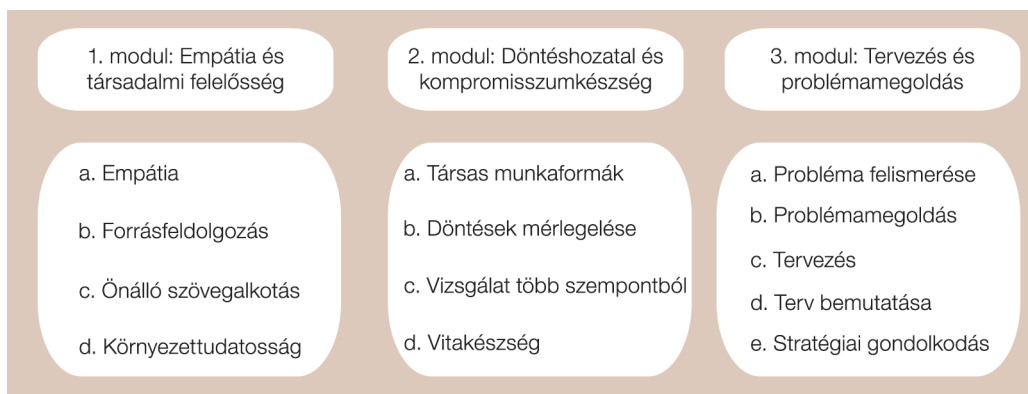 1. modul: Empátia és
társadalmi felelősség
2. modul: Döntéshozatal és
kompromisszumkészség
3. modul: Tervezés és
problémamegoldás
a. Empátia
b. Forrásfeldolgozás
c. Önálló szövegalkotás
d. Környezettudatosság
a. Társas munkaformák
b. Döntések mérlegelése
c. Vizsgálat több szempontból
d. Vitakészség
a. Probléma felismerése
b. Problémamegoldás
c. Tervezés
d. Terv bemutatása
e. Stratégiai gondolkodás